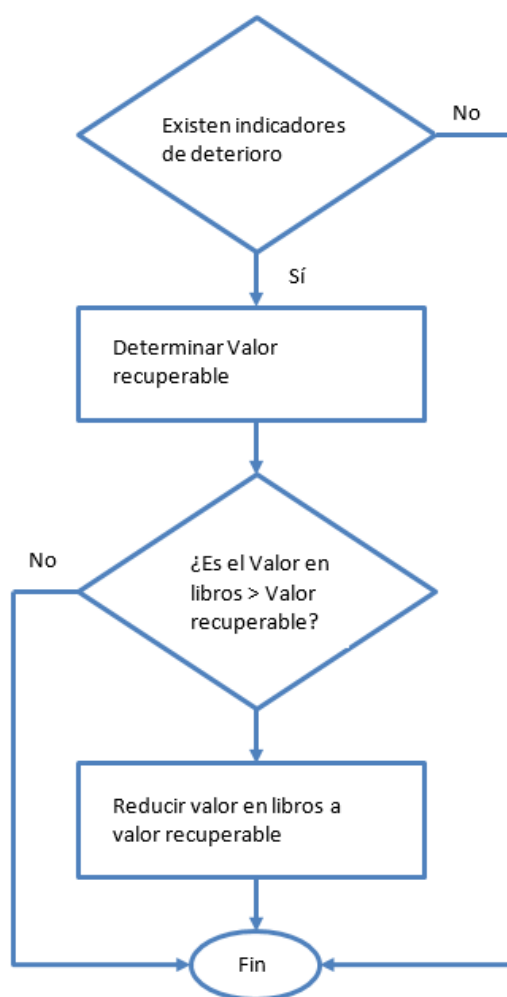 Existen indicadores
de deterioro
No
Sí
Determinar Valor
recuperable
No
¿Es el Valor en
libros > Valor
recuperable?
Reducir valor en libros a
valor recuperable
Fin